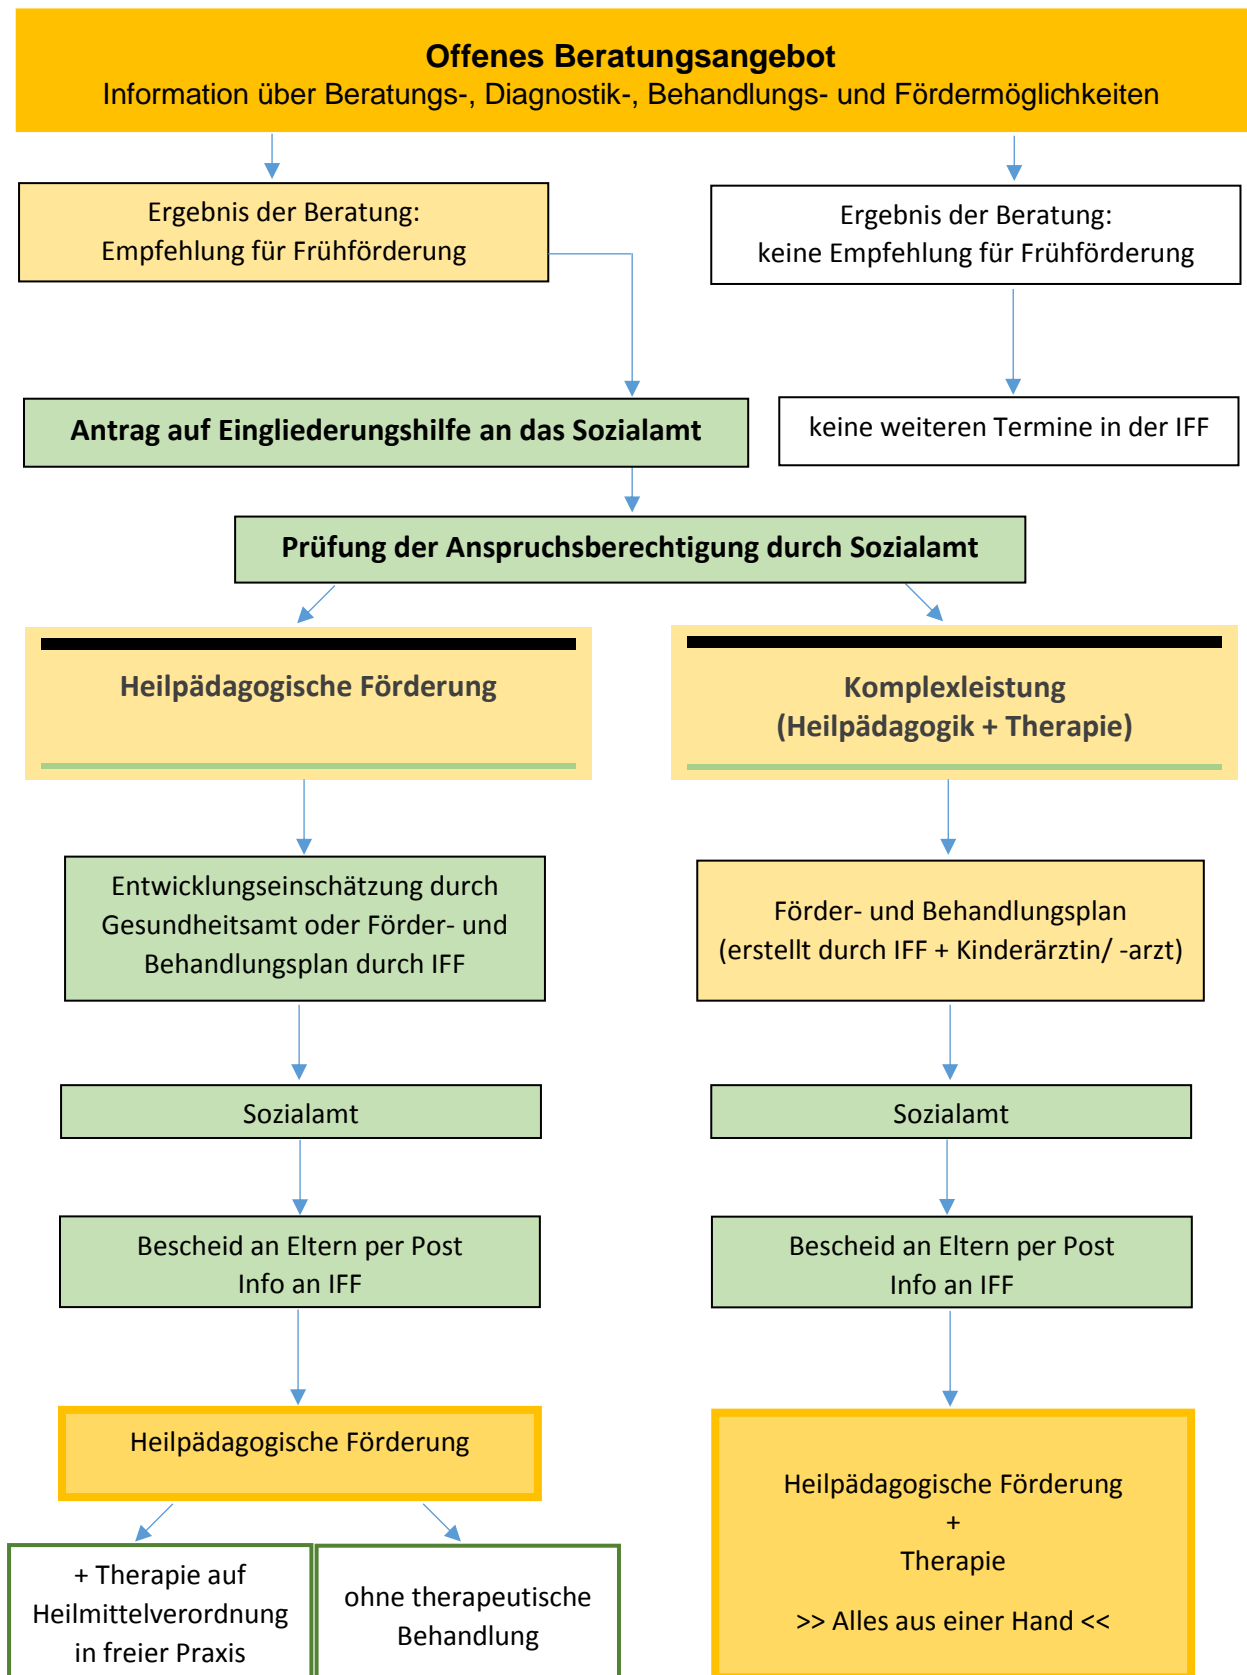 Offenes Beratungsangebot
Information über Beratungs-, Diagnostik-, Behandlungs- und Fördermöglichkeiten
Ergebnis der Beratung:
Empfehlung für Frühförderung
Ergebnis der Beratung:
keine Empfehlung für Frühförderung
Antrag auf Eingliederungshilfe an das Sozialamt
keine weiteren Termine in der IFF
Prüfung der Anspruchsberechtigung durch Sozialamt
Heilpädagogische Förderung
Komplexleistung
(Heilpädagogik + Therapie)
Entwicklungseinschätzung durch
Gesundheitsamt oder Förder- und
Behandlungsplan durch IFF
Förder- und Behandlungsplan
(erstellt durch IFF + Kinderärztin/ -arzt)
Sozialamt
Sozialamt
Bescheid an Eltern per Post
Info an IFF
Bescheid an Eltern per Post
Info an IFF
Heilpädagogische Förderung
Heilpädagogische Förderung
+
Therapie
>> Alles aus einer Hand <<
+ Therapie auf
Heilmittelverordnung
in freier Praxis
ohne therapeutische
Behandlung